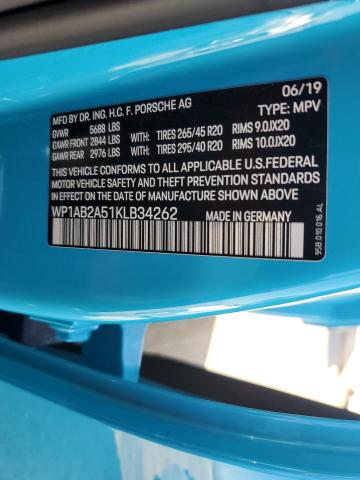 MFD BY DR. ING. H.C. F. PORSCHE AG 06/19
GVWR 5688 LBS TYPE: MPV
GAWR FRONT 2844 LBS WITH: TIRES 265/45 R20 RIMS 9.0JX20
GAWR REAR 2976 LBS WITH: TIRES 295/40 R20 RIMS 10.0JX20
THIS VEHICLE CONFORMS TO ALL APPLICABLE U.S.FEDERAL
MOTOR VEHICLE SAFETY, BUMPER, AND THEFT PREVENTION
STANDARDS IN EFFECT ON THE DATE OF MANUFACTURE SHOWN ABOVE
WP1AB2A51KLB34262 MADE IN GERMANY
95B.010.016.AL